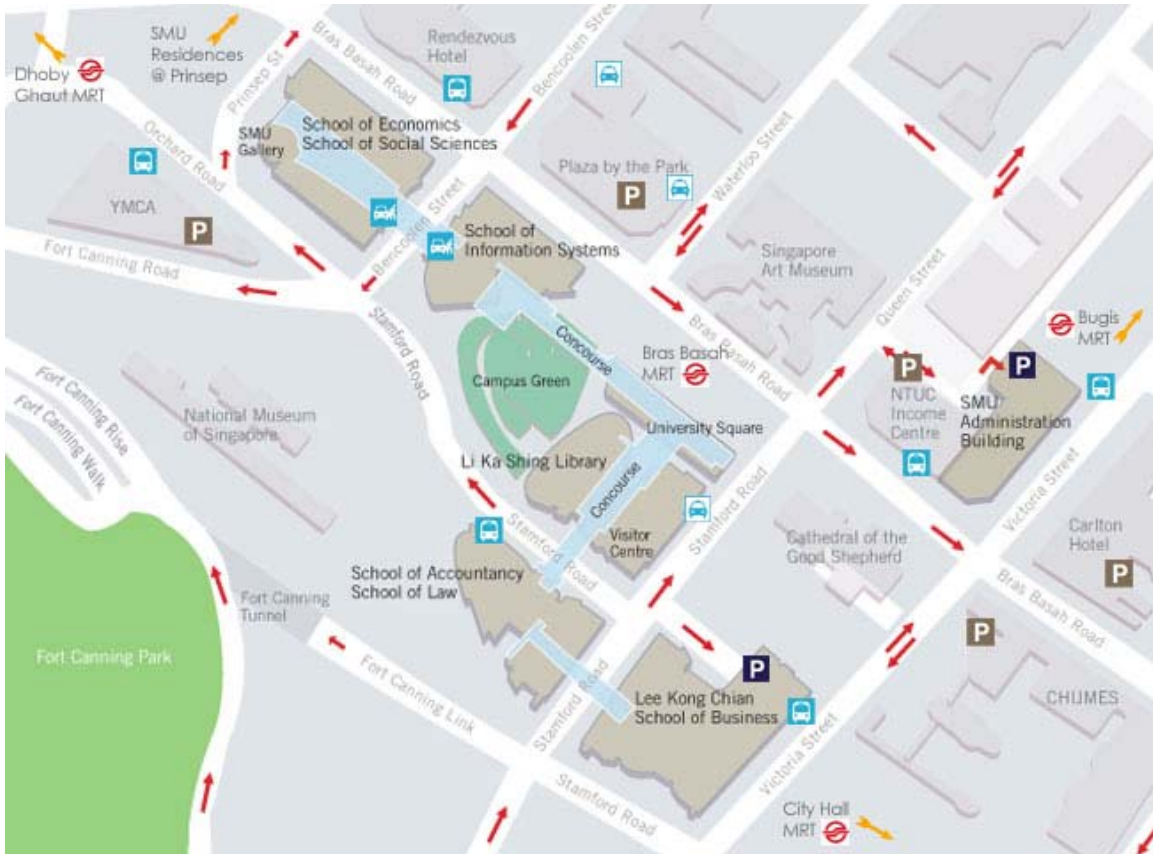 SMU
Residences
@ Prinsep
Dhoby
Ghaut MRT
Prinsep St
Bras Basah Road
Rendezvous
Hotel
Bencoolen Street
Orchard Road
SMU
Gallery
School of Economics
School of Social Sciences
YMCA
P
Fort Canning Road
Bencoolen Street
School of
Information Systems
Plaza by the Park
P
Waterloo Street
Singapore
Art Museum
Queen Street
Bugis
MRT
Stamford Road
Concourse
Campus Green
Bras Basah
MRT
Bras Basah Road
P
NTUC
Income
Centre
P
SMU
Administration
Building
Fort Canning Rise
Fort Canning Walk
National Museum
of Singapore
University Square
Li Ka Shing Library
Concourse
Visitor
Centre
Stamford Road
Stamford Road
Cathedral of the
Good Shepherd
Victoria Street
Carlton
Hotel
P
Bras Basah Road
School of Accountancy
School of Law
Fort Canning
Tunnel
Fort Canning Park
Fort Canning Link
P
Lee Kong Chian
School of Business
Stamford Road
Stamford Road
Victoria Street
P
CHIJMES
City Hall
MRT